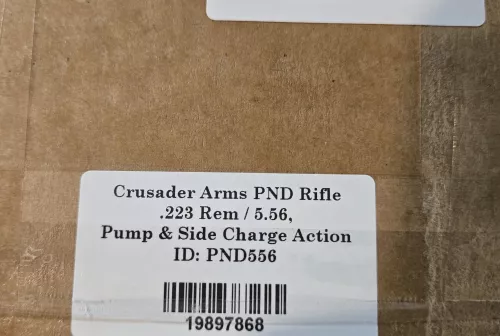 Crusader Arms PND Rifle
.223 Rem / 5.56,
Pump & Side Charge Action
ID: PND556
19897868